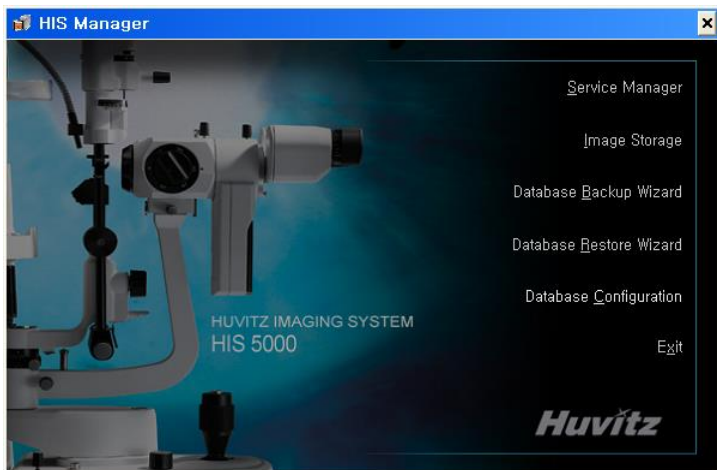 HIS Manager
Service Manager
Image Storage
Database Backup Wizard
Database Restore Wizard
Database Configuration
Exit
HUVITZ IMAGING SYSTEM
HIS 5000
Huvitz